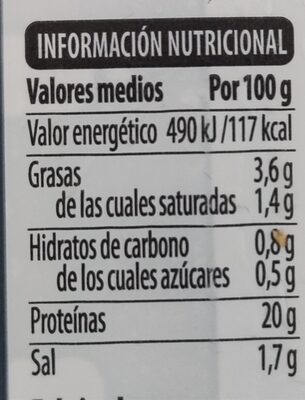 INFORMACIÓN NUTRICIONAL
Valores medios Por 100 g
Valor energético 490 kJ /117 kcal
Grasas 3,6 g
de las cuales saturadas 1,4 g
Hidratos de carbono 0,8 g
de los cuales azúcares 0,5 g
Proteínas 20 g
Sal 1,7 g